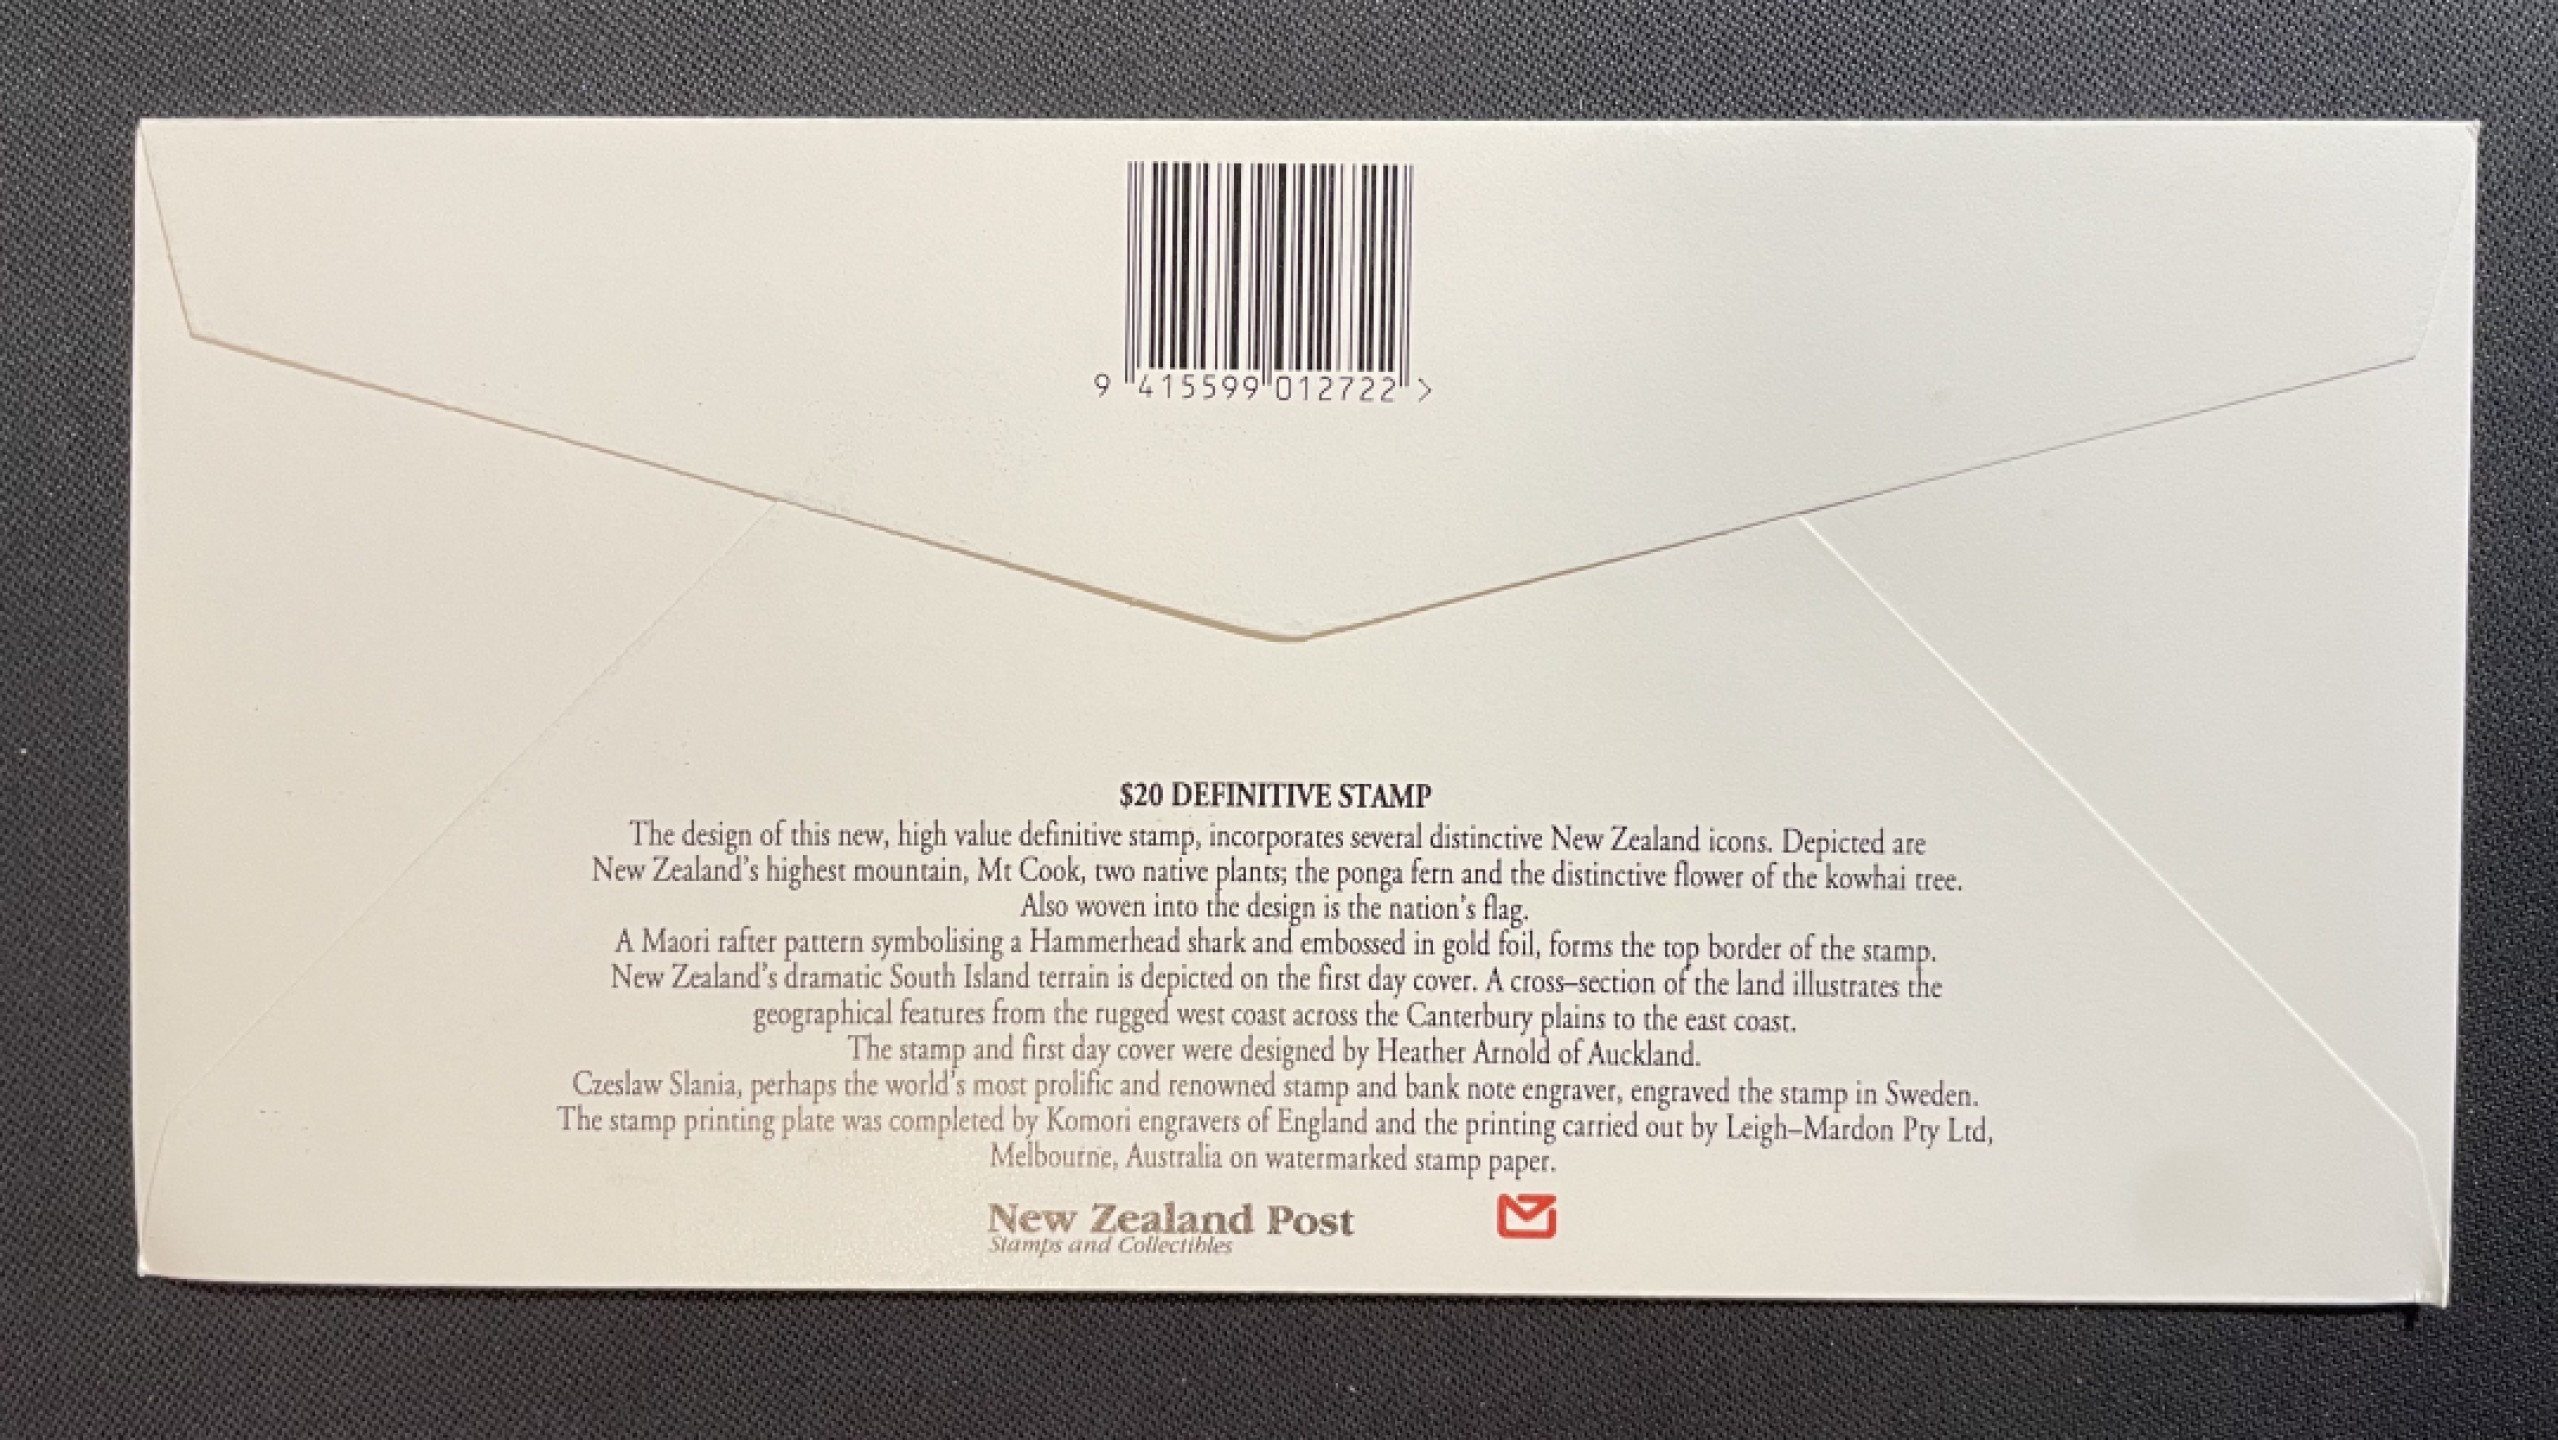 9 415599 012722 >
$20 DEFINITIVE STAMP
The design of this new, high value definitive stamp, incorporates several distinctive New Zealand icons. Depicted are
New Zealand's highest mountain, Mt Cook, two native plants; the ponga fern and the distinctive flower of the kowhai tree.
Also woven into the design is the nation's flag.
A Maori rafter pattern symbolising a Hammerhead shark and embossed in gold foil, forms the top border of the stamp.
New Zealand's dramatic South Island terrain is depicted on the first day cover. A cross–section of the land illustrates the
geographical features from the rugged west coast across the Canterbury plains to the east coast.
The stamp and first day cover were designed by Heather Arnold of Auckland.
Czeslaw Slania, perhaps the world's most prolific and renowned stamp and bank note engraver, engraved the stamp in Sweden.
The stamp printing plate was completed by Komori engravers of England and the printing carried out by Leigh–Mardon Pty Ltd,
Melbourne, Australia on watermarked stamp paper.
New Zealand Post
Stamps and Collectibles